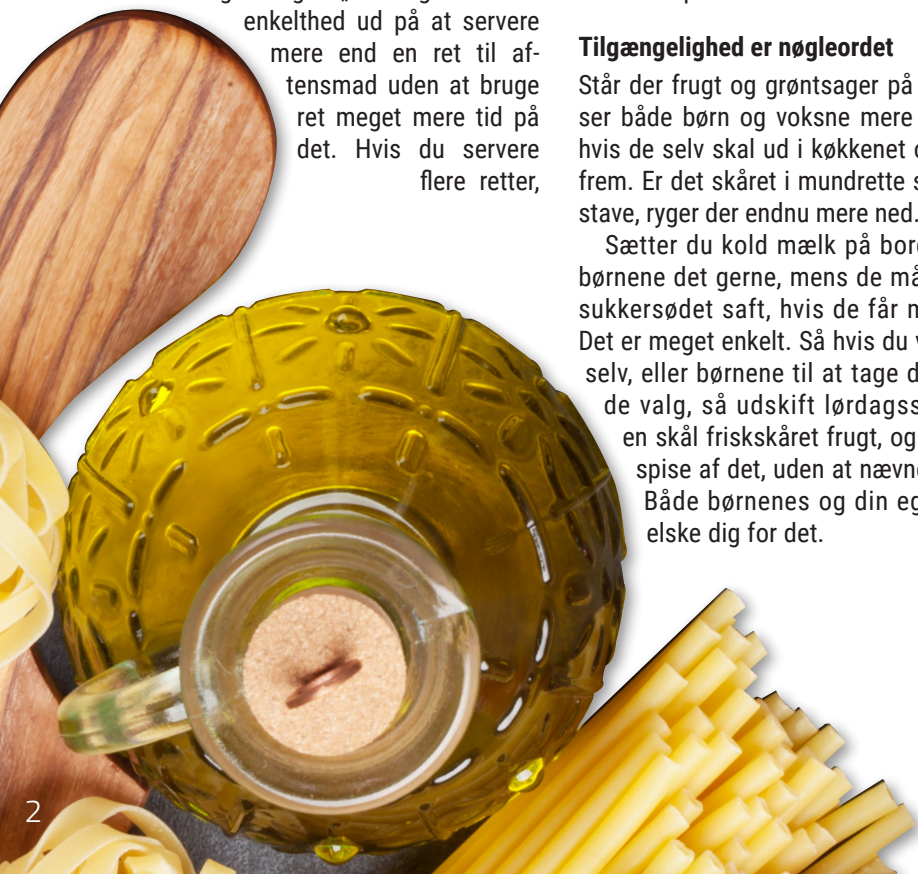 enkelthed ud på at servere
mere end en ret til af-
tensmad uden at bruge
ret meget mere tid på
det. Hvis du servere
flere retter,
Tilgængelighed er nøgleordet
Står der frugt og grøntsager på
ser både børn og voksne mere
hvis de selv skal ud i køkkenet
frem. Er det skåret i mundrette
stave, ryger der endnu mere ned.
Sætter du kold mælk på
børnene det gerne, mens de
sukkersødet saft, hvis de får
Det er meget enkelt. Så hvis du
selv, eller børnene til at tage
de valg, så udskift
en skål friskskåret frugt, og
spise af det, uden at
Både børnenes og din
elske dig for det.
2